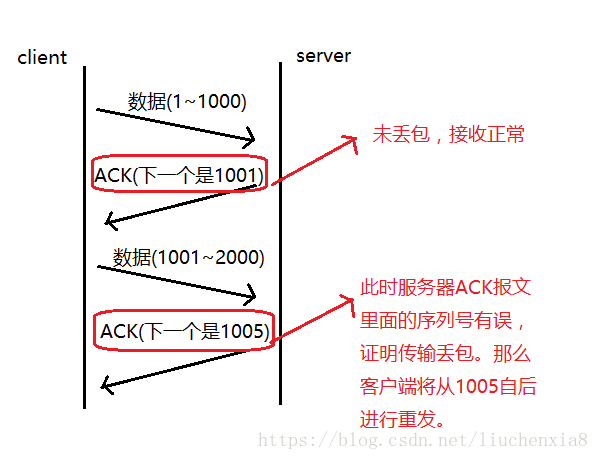 client
server
数据(1~1000)
未丢包，接收正常
ACK(下一个是1001)
数据(1001~2000)
此时服务器ACK报文
里面的序列号有误，
证明传输丢包。那么
客户端将从1005自后
进行重发。
ACK(下一个是1005)
https://blog.csdn.net/liuchenxia8